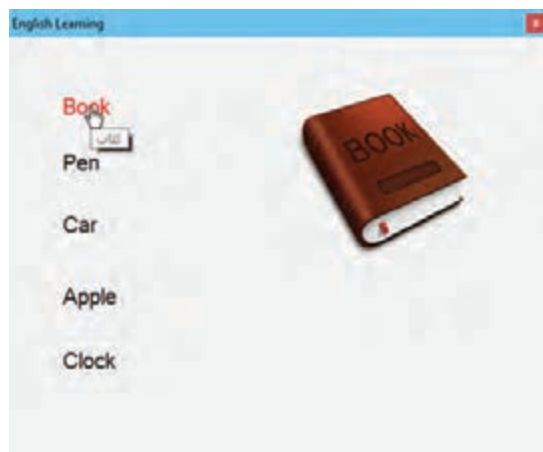 English Learning
Book
کتاب
Pen
Car
Apple
Clock
BOOK